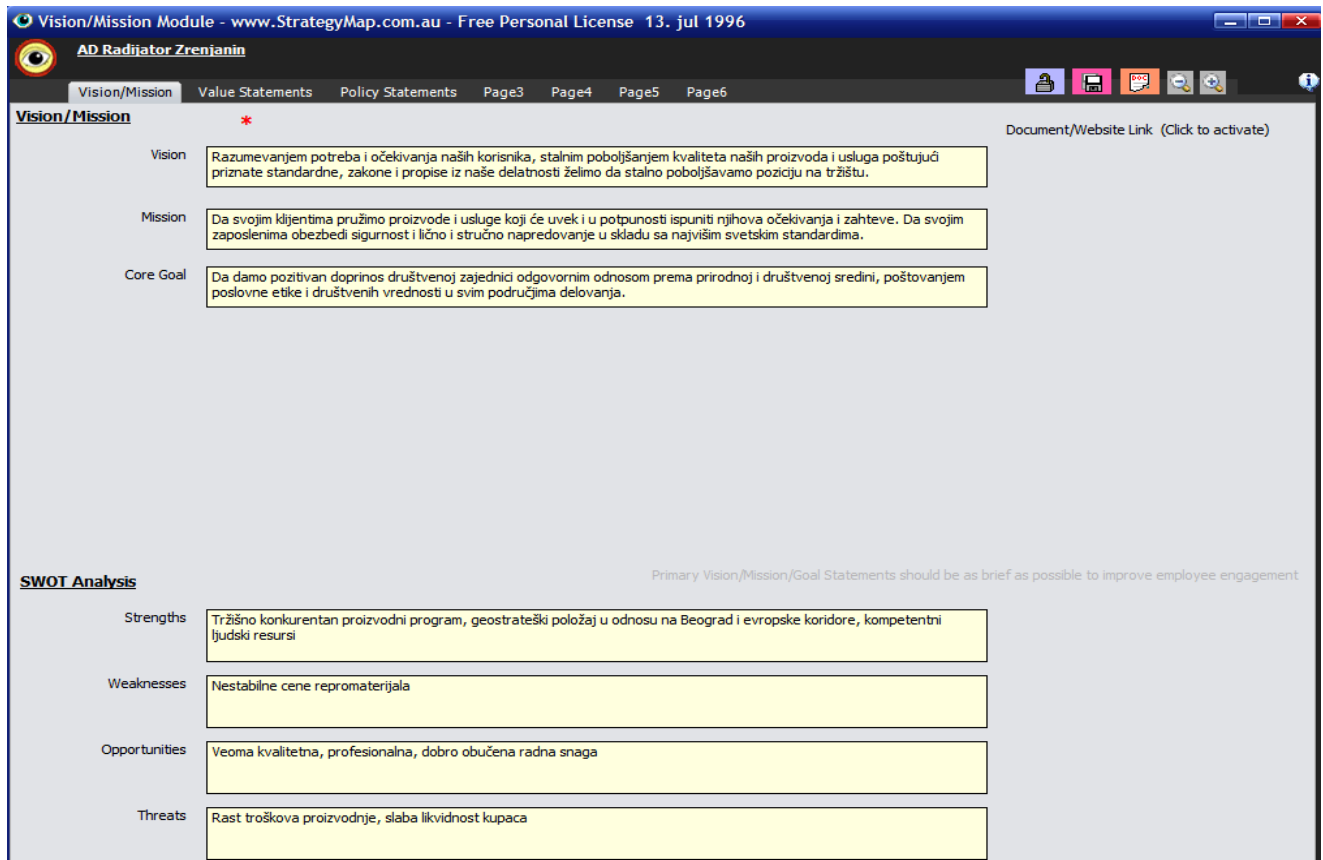 Vision/Mission Module - www.StrategyMap.com.au - Free Personal License 13. jul 1996
AD Radijator Zrenjanin
Vision/Mission Value Statements Policy Statements Page3 Page4 Page5 Page6
Vision/Mission *
Document/Website Link (Click to activate)
Vision
Razumevanjem potreba i očekivanja naših korisnika, stalnim poboljšanjem kvaliteta naših proizvoda i usluga poštujući
priznate standardne, zakone i propise iz naše delatnosti želimo da stalno poboljšavamo poziciju na tržištu.
Mission
Da svojim klijentima pružimo proizvode i usluge koji će uvek i u potpunosti ispuniti njihova očekivanja i zahteve. Da svojim
zaposlenima obezbedi sigurnost i lično i stručno napredovanje u skladu sa najvišim svetskim standardima.
Core Goal
Da damo pozitivan doprinos društvenoj zajednici odgovornim odnosom prema prirodnoj i društvenoj sredini, poštovanjem
poslovne etike i društvenih vrednosti u svim područjima delovanja.
Primary Vision/Mission/Goal Statements should be as brief as possible to improve employee engagement
SWOT Analysis
Strengths
Tržišno konkurentan proizvodni program, geostrateški položaj u odnosu na Beograd i evropske koridore, kompetentni
ljudski resursi
Weaknesses
Nestabilne cene repromaterijala
Opportunities
Veoma kvalitetna, profesionalna, dobro obučena radna snaga
Threats
Rast troškova proizvodnje, slaba likvidnost kupaca